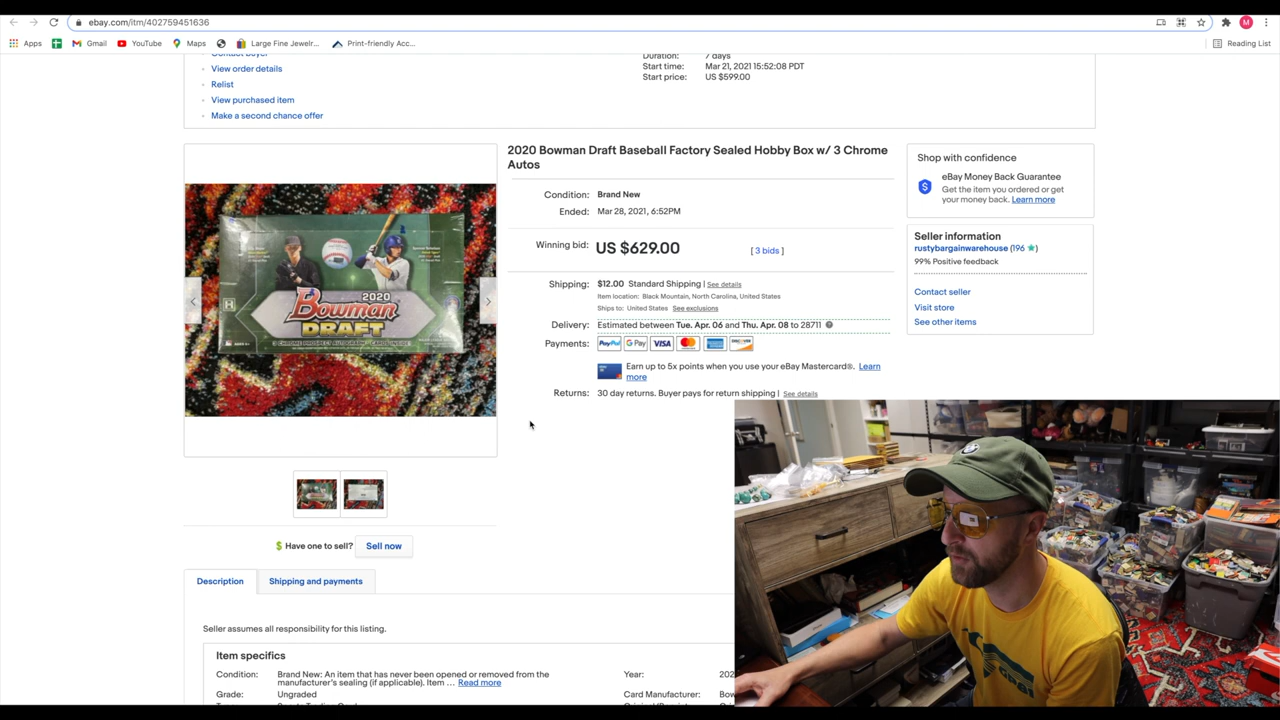 ebay.com/itm/402759451636
Apps
Gmail
YouTube
Maps
Large Fine Jewelr...
Print-friendly Acc...
Reading List
Contact buyer
View order details
Relist
View purchased item
Make a second chance offer
Duration: 7 days
Start time: Mar 21, 2021 15:52:08 PDT
Start price: US $599.00
2020 Bowman Draft Baseball Factory Sealed Hobby Box w/ 3 Chrome
Autos
Condition: Brand New
Ended: Mar 28, 2021, 6:52PM
Winning bid: US $629.00 [ 3 bids ]
Shipping: $12.00 Standard Shipping | See details
Item location: Black Mountain, North Carolina, United States
Ships to: United States See exclusions
Delivery: Estimated between Tue. Apr. 06 and Thu. Apr. 08 to 28711
Payments: PayPal G Pay VISA
Earn up to 5x points when you use your eBay Mastercard®. Learn
more
Returns: 30 day returns. Buyer pays for return shipping | See details
Shop with confidence
eBay Money Back Guarantee
Get the item you ordered or get
your money back. Learn more
Seller information
rustybargainwarehouse (196)
99% Positive feedback
Contact seller
Visit store
See other items
2020
Bowman
DRAFT
H
Have one to sell? Sell now
Description
Shipping and payments
Seller assumes all responsibility for this listing.
Item specifics
Condition: Brand New: An item that has never been opened or removed from the
manufacturer's sealing (if applicable). Item ... Read more
Grade: Ungraded
Year: 202
Card Manufacturer: Bow